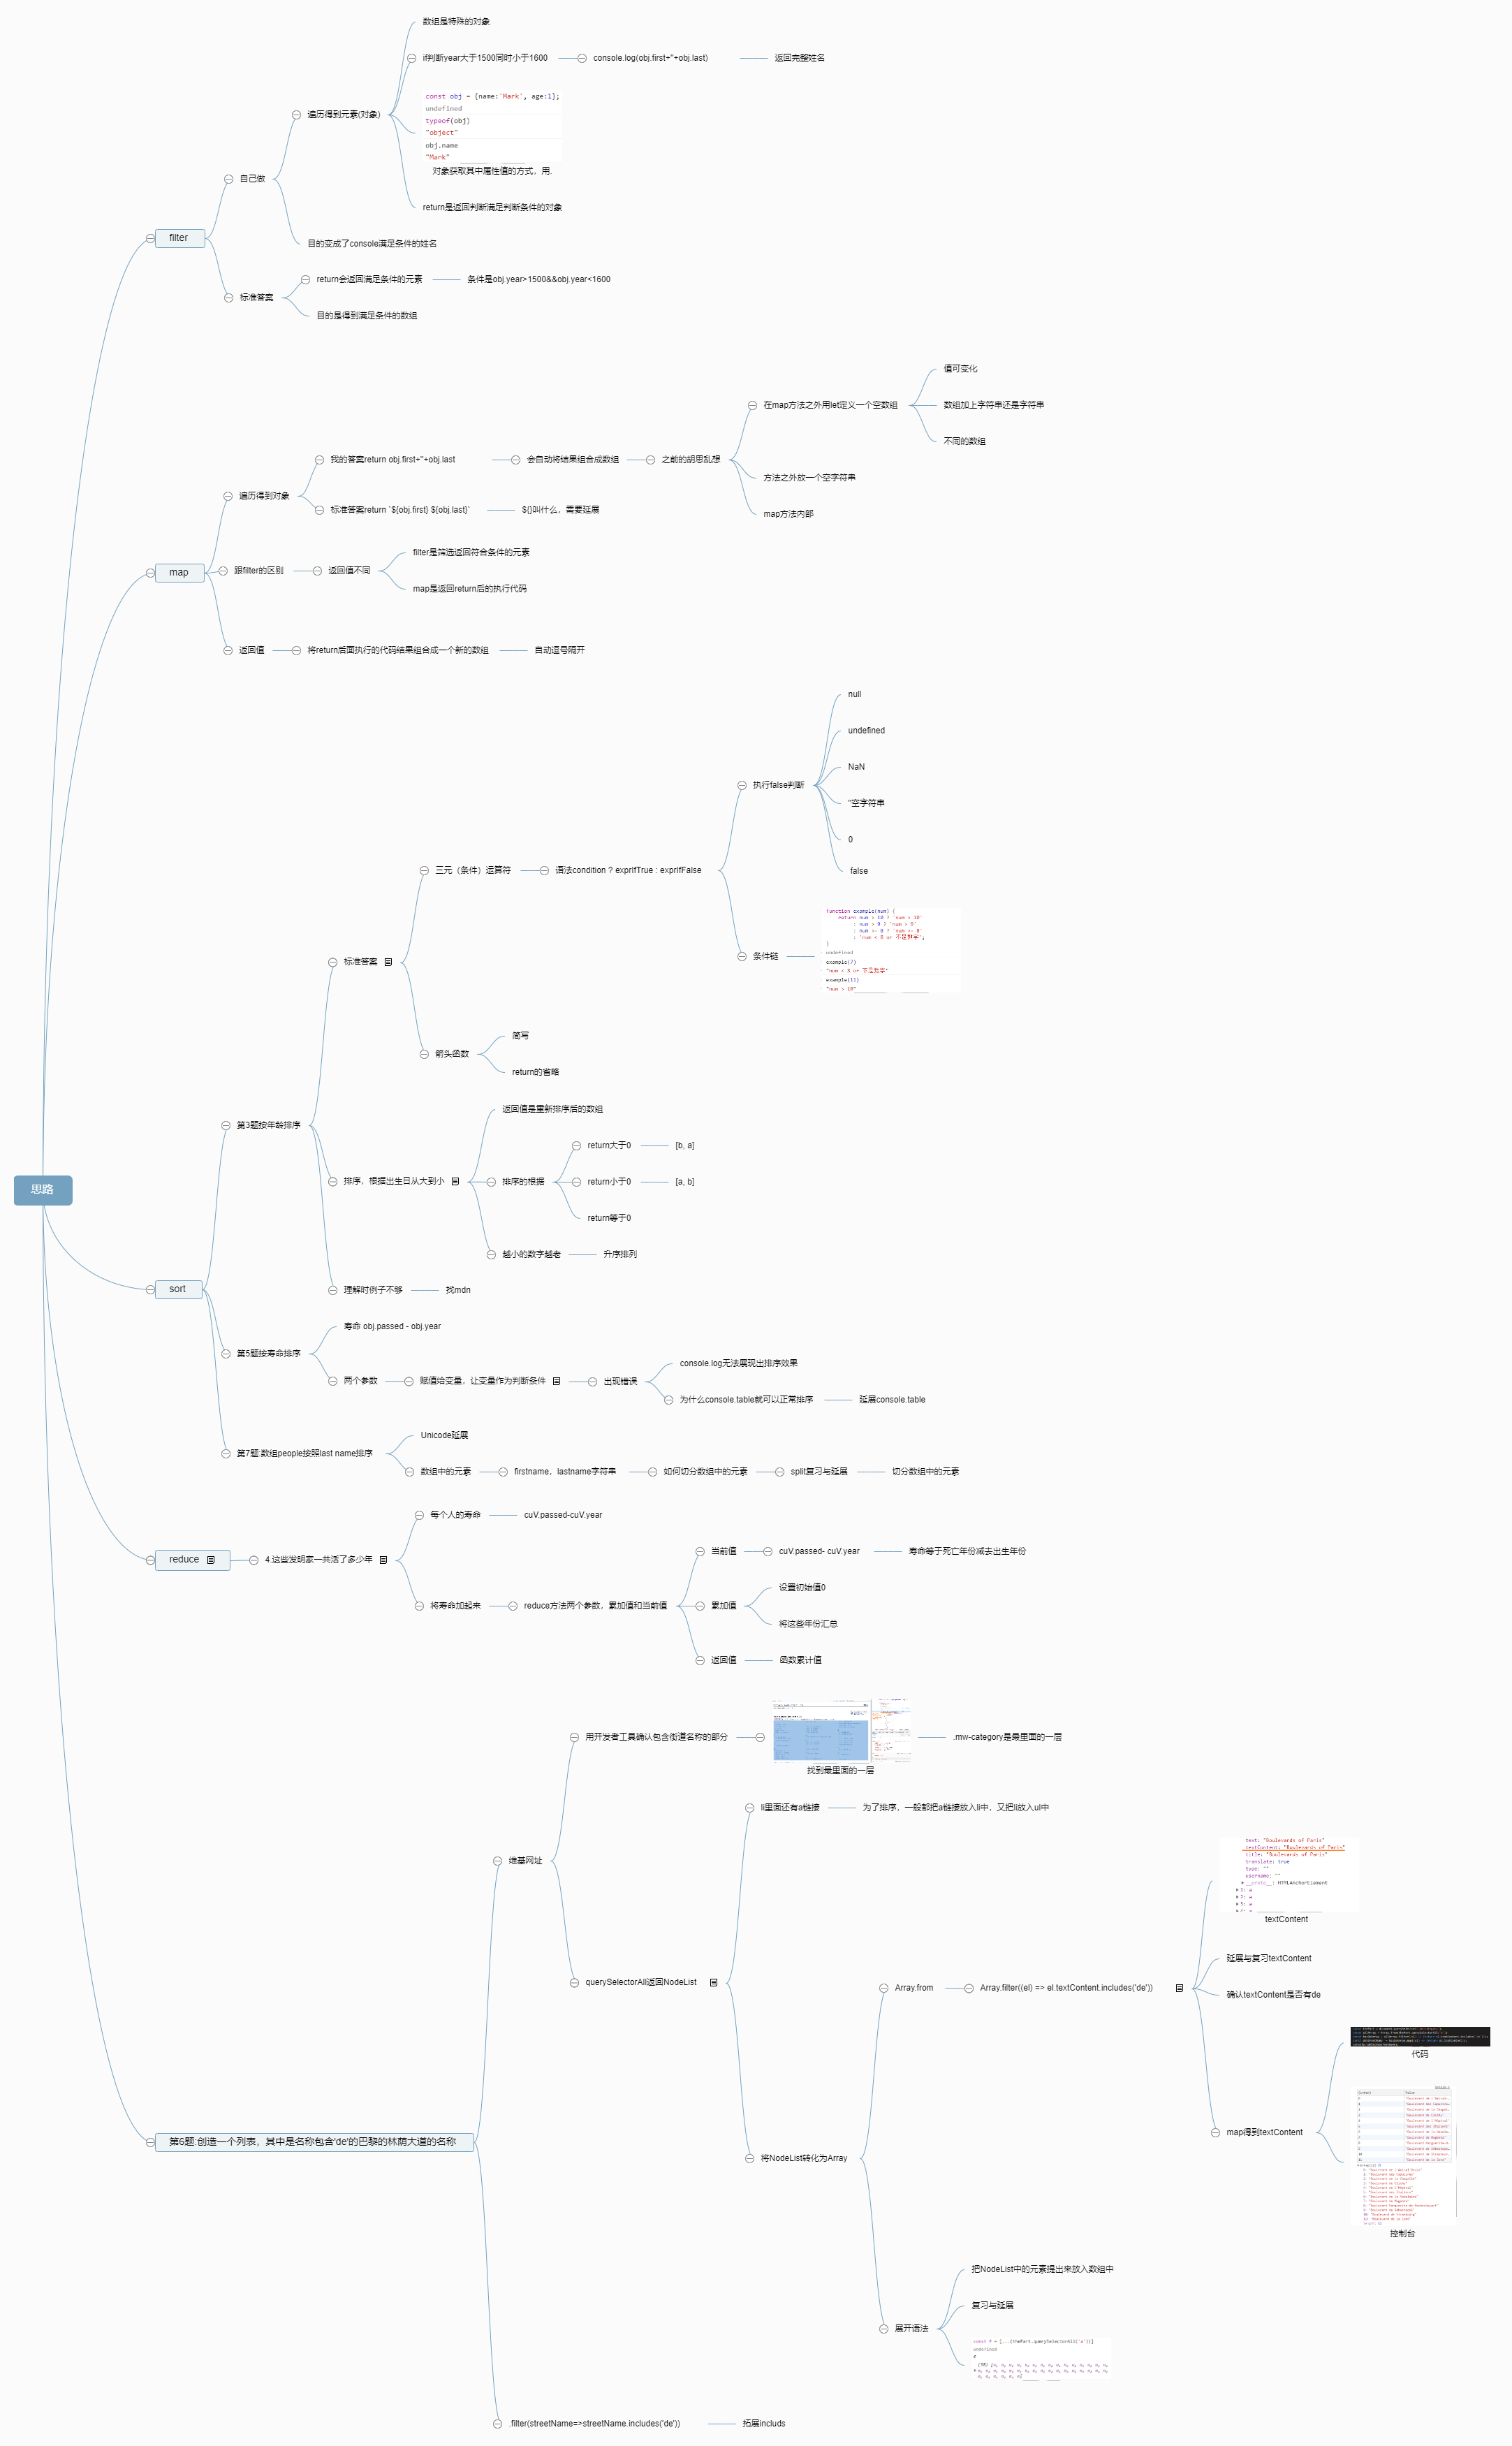 思路
filter
自己做
遍历得到元素(对象)
数组是特殊的对象
if判断year大于1500同时小于1600
console.log(obj.first+''+obj.last)
返回完整姓名
const obj = {name:'Mark', age:1};
undefined
typeof(obj)
"object"
obj.name
"Mark"
对象获取其中属性值的方式，用.
return是返回判断满足判断条件的对象
目的变成了console满足条件的姓名
标准答案
return会返回满足条件的元素
条件是obj.year>1500&&obj.year<1600
目的是得到满足条件的数组
map
遍历得到对象
我的答案return obj.first+''+obj.last
会自动将结果组合成数组
之前的胡思乱想
在map方法之外用let定义一个空数组
值可变化
数组加上字符串还是字符串
不同的数组
方法之外放一个空字符串
map方法内部
标准答案return `${obj.first} ${obj.last}`
${}叫什么，需要延展
跟filter的区别
返回值不同
filter是筛选返回符合条件的元素
map是返回return后的执行代码
返回值
将return后面执行的代码结果组合成一个新的数组
自动逗号隔开
sort
第3题按年龄排序
标准答案
三元（条件）运算符
语法condition ? exprIfTrue : exprIfFalse
执行false判断
null
undefined
NaN
''空字符串
0
false
条件链
function example(num) {
return num > 10 ? 'num > 10'
: num > 9 ? 'num > 9'
: num >= 8 ? 'num >= 8'
: 'num < 8 or 不是数字';
}
undefined
example(7)
"num < 8 or 不是数字"
example(11)
"num > 10"
箭头函数
简写
return的省略
排序，根据出生日从大到小
返回值是重新排序后的数组
排序的根据
return大于0
[b, a]
return小于0
[a, b]
return等于0
越小的数字越老
升序排列
理解时例子不够
找mdn
第5题按寿命排序
寿命 obj.passed - obj.year
两个参数
赋值给变量，让变量作为判断条件
出现错误
console.log无法展现出排序效果
为什么console.table就可以正常排序
延展console.table
第7题:数组people按照last name排序
Unicode延展
数组中的元素
firstname，lastname字符串
如何切分数组中的元素
split复习与延展
切分数组中的元素
reduce
4.这些发明家一共活了多少年
每个人的寿命
cuV.passed-cuV.year
将寿命加起来
reduce方法两个参数，累加值和当前值
当前值
cuV.passed- cuV.year
寿命等于死亡年份减去出生年份
累加值
设置初始值0
将这些年份汇总
返回值
函数累计值
第6题:创造一个列表，其中是名称包含'de'的巴黎的林荫大道的名称
维基网址
用开发者工具确认包含街道名称的部分
找到最里面的一层
.mw-category是最里面的一层
querySelectorAll返回NodeList
li里面还有a链接
为了排序，一般都把a链接放入li中，又把li放入ul中
将NodeList转化为Array
Array.from
Array.filter((el) => el.textContent.includes('de'))
text: "Boulevards of Paris"
textContent: "Boulevards of Paris"
title: "Boulevards of Paris"
translate: true
type: ""
username: ""
__proto__: HTMLAnchorElement
1: a
2: a
3: a
4: a
textContent
延展与复习textContent
确认textContent是否有de
map得到textContent
代码
控制台
展开语法
把NodeList中的元素提出来放入数组中
复习与延展
const f = [...(thePart.querySelectorAll('a'))]
undefined
.filter(streetName=>streetName.includes('de'))
拓展includs